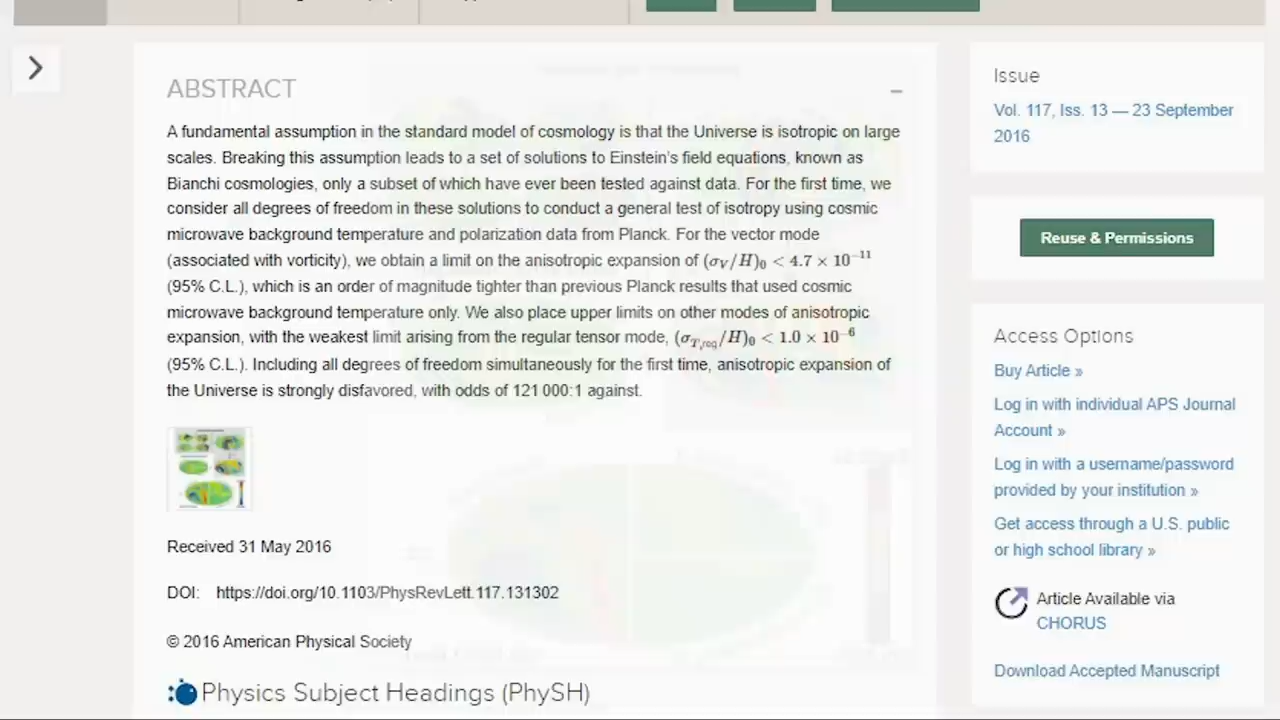 ABSTRACT
A fundamental assumption in the standard model of cosmology is that the Universe is isotropic on large
scales. Breaking this assumption leads to a set of solutions to Einstein's field equations, known as
Bianchi cosmologies, only a subset of which have ever been tested against data. For the first time, we
consider all degrees of freedom in these solutions to conduct a general test of isotropy using cosmic
microwave background temperature and polarization data from Planck. For the vector mode
(associated with vorticity), we obtain a limit on the anisotropic expansion of (σ_V/H)₀ < 4.7 × 10⁻¹¹
(95% C.L.), which is an order of magnitude tighter than previous Planck results that used cosmic
microwave background temperature only. We also place upper limits on other modes of anisotropic
expansion, with the weakest limit arising from the regular tensor mode, (σ_T,reg/H)₀ < 1.0 × 10⁻⁶
(95% C.L.). Including all degrees of freedom simultaneously for the first time, anisotropic expansion of
the Universe is strongly disfavored, with odds of 121 000:1 against.
Received 31 May 2016
DOI: https://doi.org/10.1103/PhysRevLett.117.131302
© 2016 American Physical Society
Physics Subject Headings (PhySH)
Issue
Vol. 117, Iss. 13 — 23 September
2016
Reuse & Permissions
Access Options
Buy Article »
Log in with individual APS Journal
Account »
Log in with a username/password
provided by your institution »
Get access through a U.S. public
or high school library »
Article Available via
CHORUS
Download Accepted Manuscript